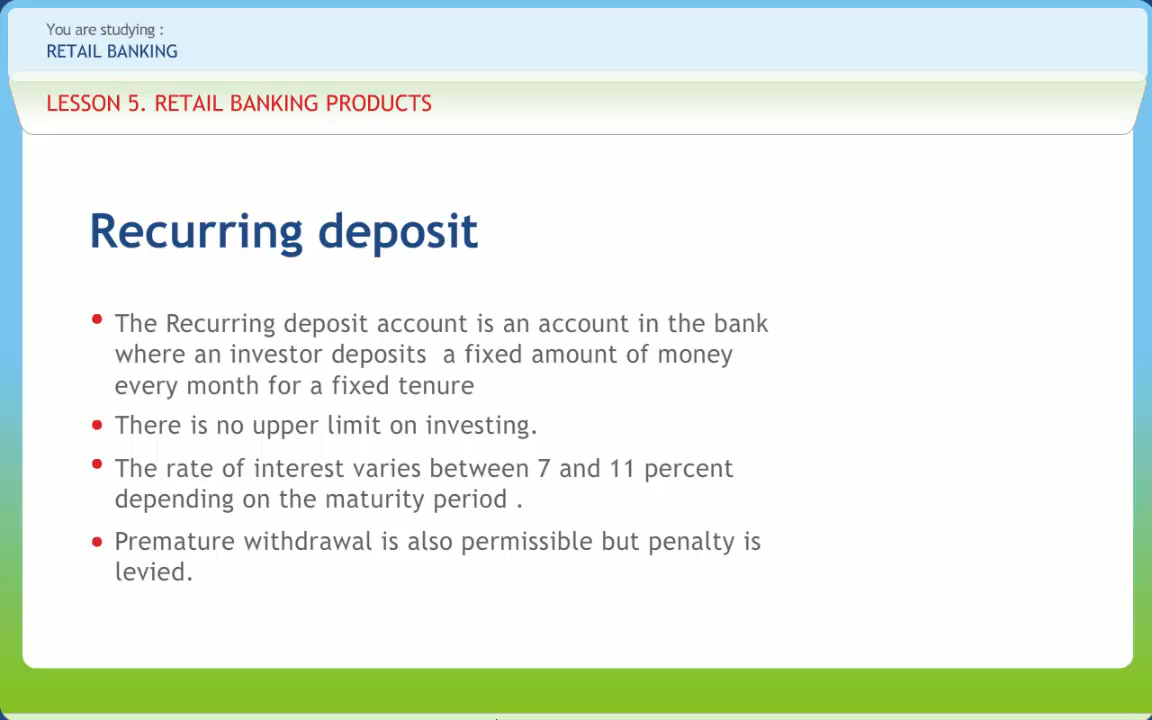 You are studying :
RETAIL BANKING
LESSON 5. RETAIL BANKING PRODUCTS
Recurring deposit
• The Recurring deposit account is an account in the bank
where an investor deposits  a fixed amount of money
every month for a fixed tenure
• There is no upper limit on investing.
• The rate of interest varies between 7 and 11 percent
depending on the maturity period .
• Premature withdrawal is also permissible but penalty is
levied.